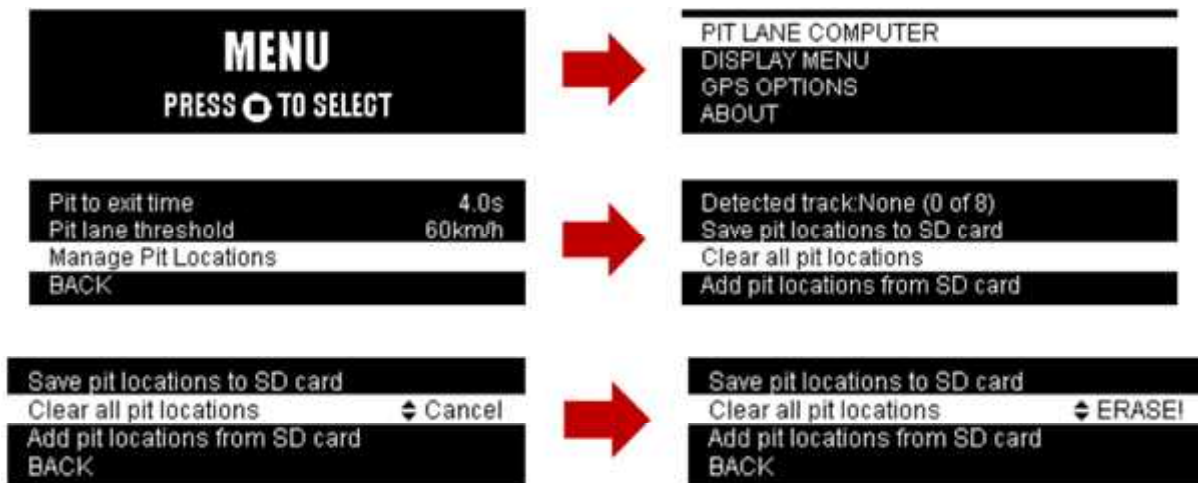 MENU
PRESS TO SELECT
PIT LANE COMPUTER
DISPLAY MENU
GPS OPTIONS
ABOUT
Pit to exit time 4.0s
Pit lane threshold 60km/h
Manage Pit Locations
BACK
Detected track:None (0 of 8)
Save pit locations to SD card
Clear all pit locations
Add pit locations from SD card
Save pit locations to SD card
Clear all pit locations Cancel
Add pit locations from SD card
BACK
Save pit locations to SD card
Clear all pit locations ERASE!
Add pit locations from SD card
BACK